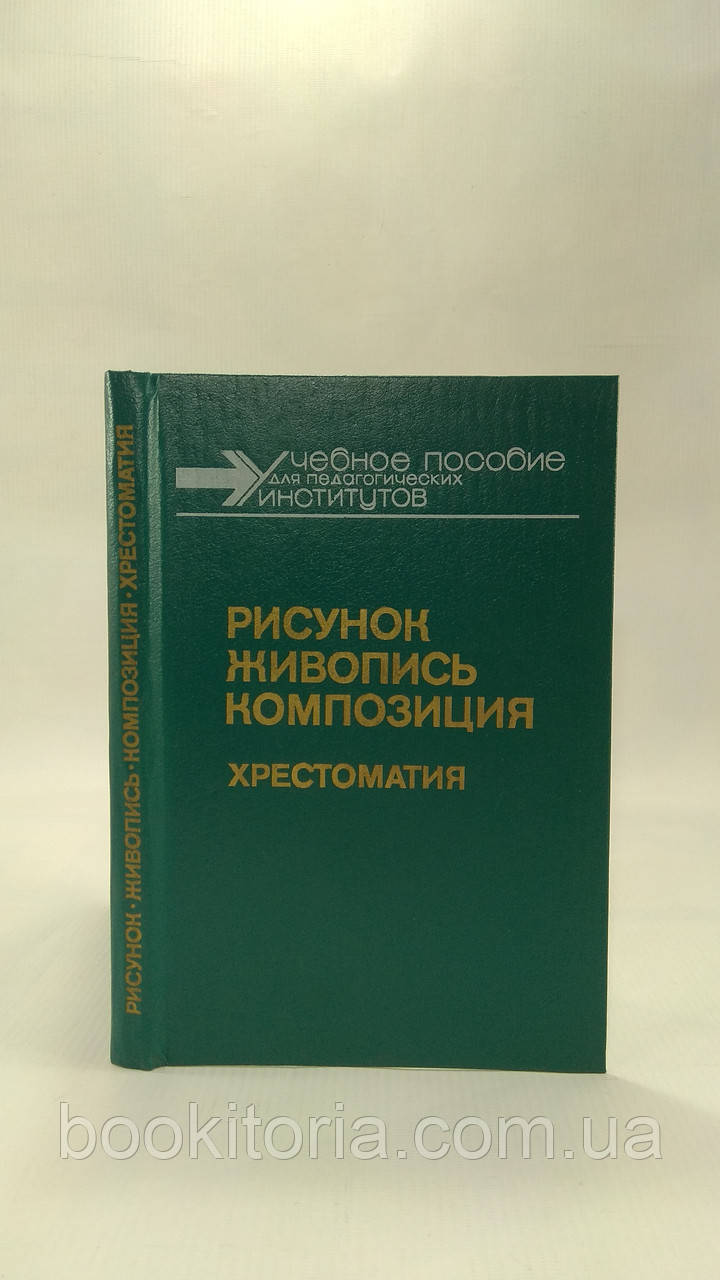 Учебное пособие
для педагогических
институтов
РИСУНОК
ЖИВОПИСЬ
КОМПОЗИЦИЯ
ХРЕСТОМАТИЯ
РИСУНОК · ЖИВОПИСЬ · КОМПОЗИЦИЯ · ХРЕСТОМАТИЯ
bookitoria.com.ua